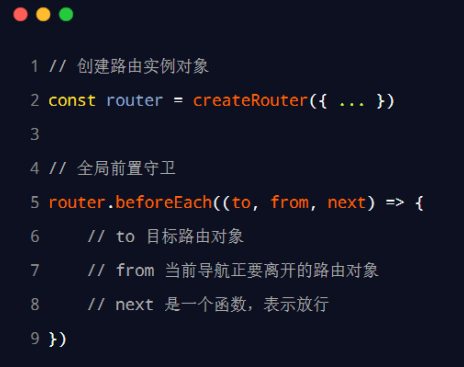 1 // 创建路由实例对象
2 const router = createRouter({ ... })
3
4 // 全局前置守卫
5 router.beforeEach((to, from, next) => {
6     // to 目标路由对象
7     // from 当前导航正要离开的路由对象
8     // next 是一个函数，表示放行
9 })